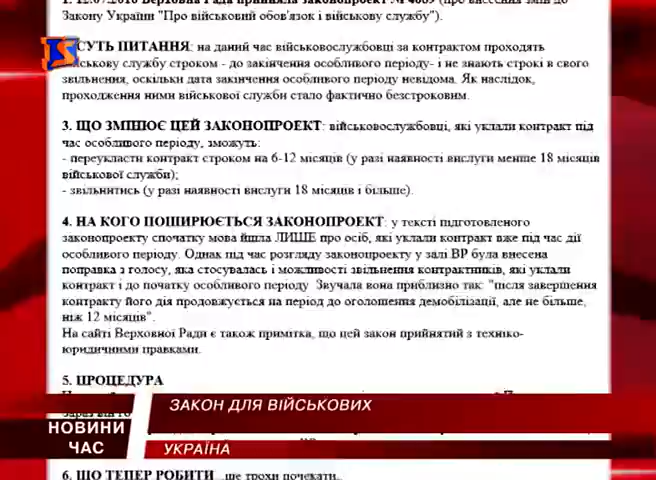 1. 12.07.2016 Верховна Рада прийняла законопроект № 4809 (про внесення змін до
Закону України "Про військовий обов'язок і військову службу").
СУТЬ ПИТАННЯ: на даний час військовослужбовці за контрактом проходять
військову службу строком - до закінчення особливого періоду- і не знають строкі в свого
звільнення, оскільки дата закінчення особливого періоду невідома. Як наслідок,
проходження ними військової служби стало фактично безстроковим.
3. ЩО ЗМІНЮЄ ЦЕЙ ЗАКОНОПРОЕКТ: військовослужбовці, які уклали контракт під
час особливого періоду, зможуть:
- переукласти контракт строком на 6-12 місяців (у разі наявності вислуги менше 18 місяців
військової служби);
- звільнитись (у разі наявності вислуги 18 місяців і більше).
4. НА КОГО ПОШИРЮЄТЬСЯ ЗАКОНОПРОЕКТ: у тексті підготовленого
законопроекту спочатку мова йшла ЛИШЕ про осіб, які уклали контракт вже під час дії
особливого періоду. Однак під час розгляду законопроекту у залі ВР була внесена
поправка з голосу, яка стосувалась і можливості звільнення контрактників, які уклали
контракт і до початку особливого періоду. Звучала вона приблизно так: "після завершення
контракту його дія продовжується на період до оголошення демобілізації, але не більше,
ніж 12 місяців".
На сайті Верховної Ради є також примітка, що цей закон прийнятий з техніко-
юридичними правками.
5. ПРОЦЕДУРА
ЗАКОН ДЛЯ ВІЙСЬКОВИХ
НОВИНИ
ЧАС
УКРАЇНА
6. ЩО ТЕПЕР РОБИТИ ще трохи почекати.